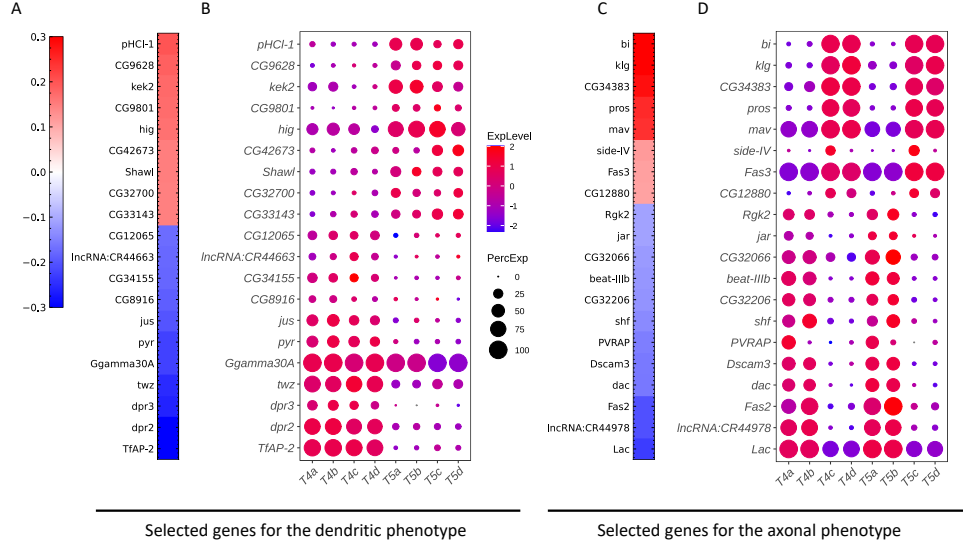 A
B
C
D
0.3
0.2
0.1
0.0
−0.1
−0.2
−0.3
pHCl-1
CG9628
kek2
CG9801
hig
CG42673
Shawl
CG32700
CG33143
CG12065
lncRNA:CR44663
CG34155
CG8916
jus
pyr
Ggamma30A
twz
dpr3
dpr2
TfAP-2
pHCl-1
CG9628
kek2
CG9801
hig
CG42673
Shawl
CG32700
CG33143
CG12065
lncRNA:CR44663
CG34155
CG8916
jus
pyr
Ggamma30A
twz
dpr3
dpr2
TfAP-2
T4a
T4b
T4c
T4d
T5a
T5b
T5c
T5d
ExpLevel
2
1
0
-1
-2
PercExp
0
25
50
75
100
bi
klg
CG34383
pros
mav
side-IV
Fas3
CG12880
Rgk2
jar
CG32066
beat-IIIb
CG32206
shf
PVRAP
Dscam3
dac
Fas2
lncRNA:CR44978
Lac
bi
klg
CG34383
pros
mav
side-IV
Fas3
CG12880
Rgk2
jar
CG32066
beat-IIIb
CG32206
shf
PVRAP
Dscam3
dac
Fas2
lncRNA:CR44978
Lac
T4a
T4b
T4c
T4d
T5a
T5b
T5c
T5d
Selected genes for the dendritic phenotype
Selected genes for the axonal phenotype